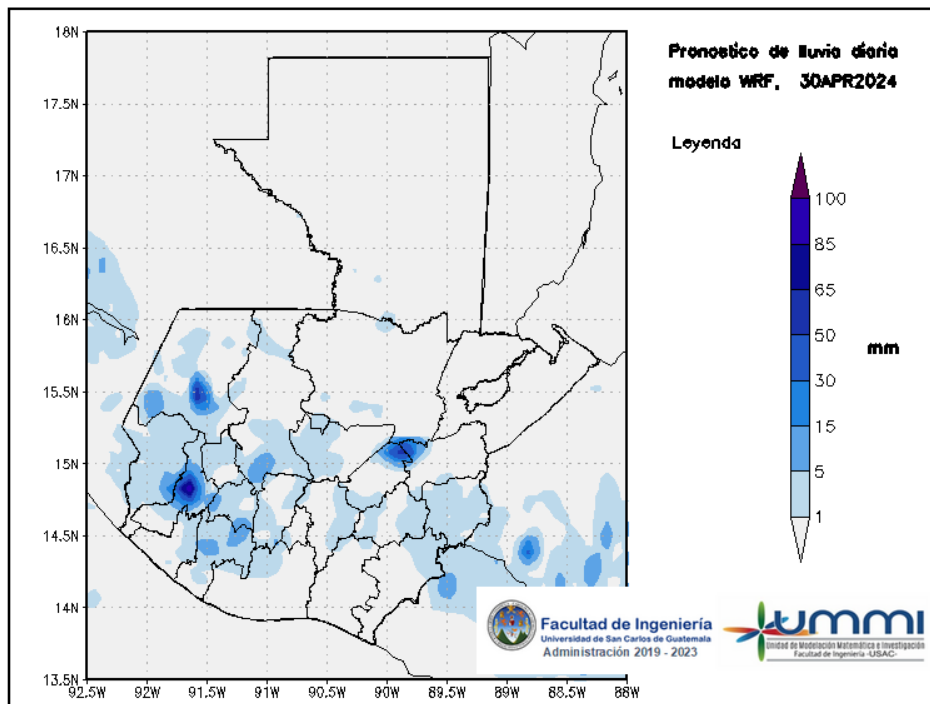 18N
17.5N
17N
16.5N
16N
15.5N
15N
14.5N
14N
13.5N
92.5W
92W
91.5W
91W
90.5W
90W
89.5W
89W
88.5W
88W
Pronostico de lluvia diaria
modelo WRF, 30APR2024
Leyenda
100
85
65
50
30
15
5
1
mm
Facultad de Ingeniería
Universidad de San Carlos de Guatemala
Administración 2019 - 2023
ummi
Unidad de Modelación Matemática e Investigación
Facultad de Ingeniería -USAC-